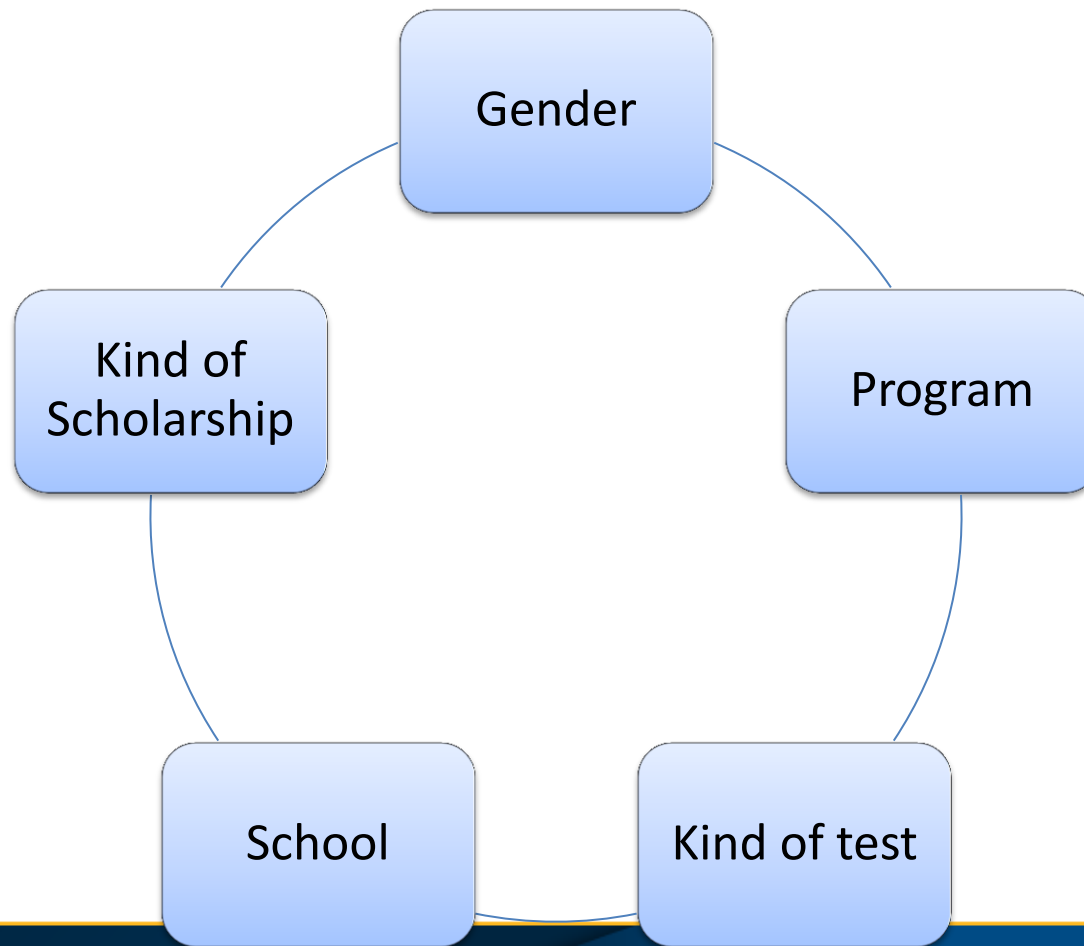 Gender
Kind of
Scholarship
Program
School
Kind of test